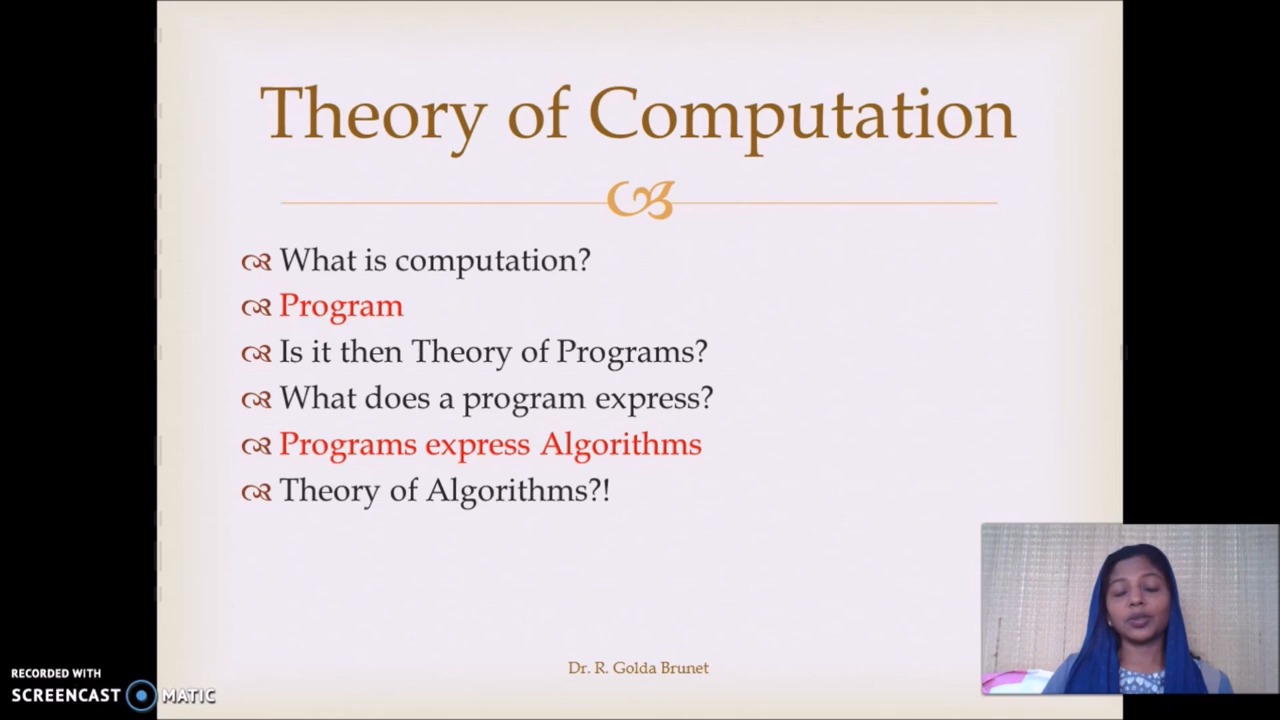 Theory of Computation
What is computation?
Program
Is it then Theory of Programs?
What does a program express?
Programs express Algorithms
Theory of Algorithms?!
Dr. R. Golda Brunet
RECORDED WITH
SCREENCAST MATIC